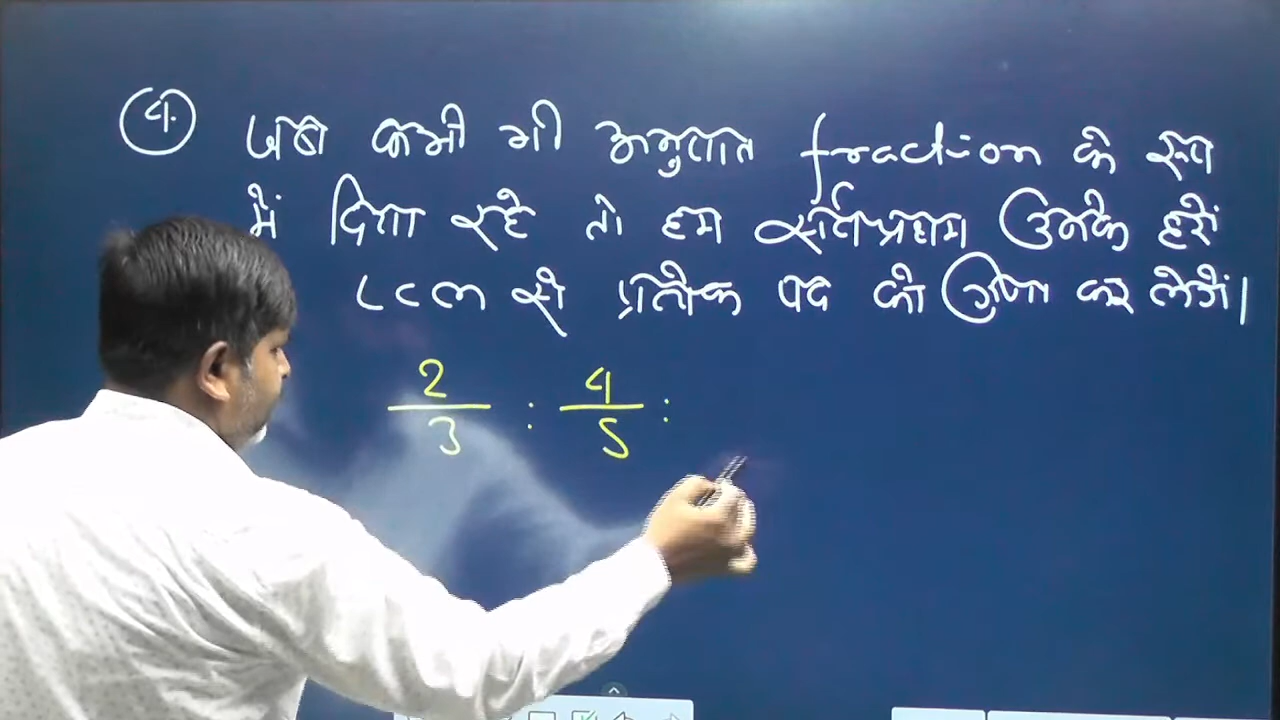 ④ जब कभी भी अनुपात fraction के रूप
में दिया रहे तो हम सर्वप्रथम उनके हरों
LCM से प्रत्येक पद को गुणा कर लेगें।
2/3 : 4/5 :